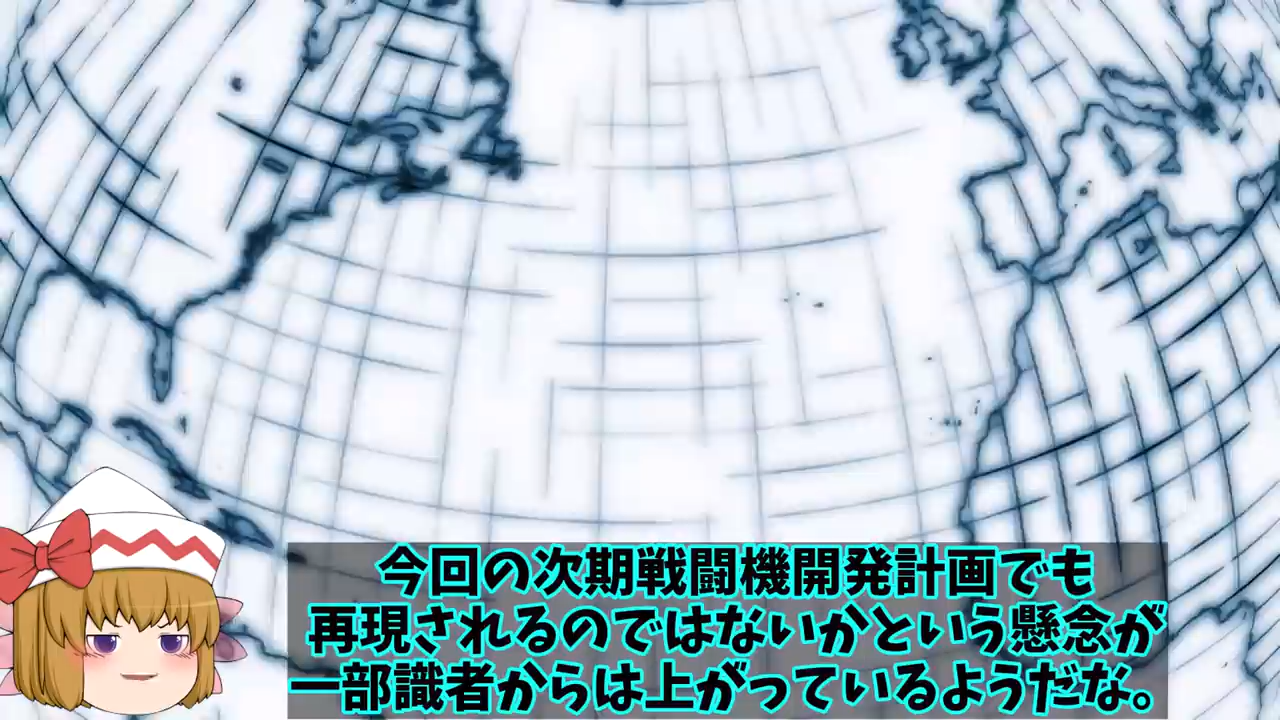 今回の次期戦闘機開発計画でも
再現されるのではないかという懸念が
一部識者からは上がっているようだな。